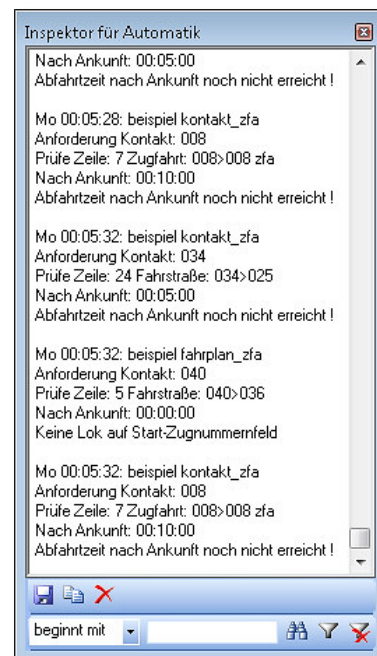 Inspektor für Automatik
Nach Ankunft: 00:05:00
Abfahrtzeit nach Ankunft noch nicht erreicht !
Mo 00:05:28: beispiel kontakt_zfa
Anforderung Kontakt: 008
Prüfe Zeile: 7 Zugfahrt: 008>008 zfa
Nach Ankunft: 00:10:00
Abfahrtzeit nach Ankunft noch nicht erreicht !
Mo 00:05:32: beispiel kontakt_zfa
Anforderung Kontakt: 034
Prüfe Zeile: 24 Fahrstraße: 034>025
Nach Ankunft: 00:05:00
Abfahrtzeit nach Ankunft noch nicht erreicht !
Mo 00:05:32: beispiel fahrplan_zfa
Anforderung Kontakt: 040
Prüfe Zeile: 5 Fahrstraße: 040>036
Nach Ankunft: 00:00:00
Keine Lok auf Start-Zugnummernfeld
Mo 00:05:32: beispiel kontakt_zfa
Anforderung Kontakt: 008
Prüfe Zeile: 7 Zugfahrt: 008>008 zfa
Nach Ankunft: 00:10:00
Abfahrtzeit nach Ankunft noch nicht erreicht !
beginnt mit